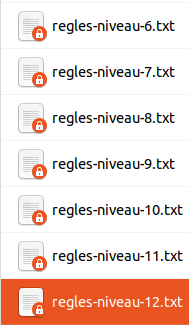 regles-niveau-6.txt
regles-niveau-7.txt
regles-niveau-8.txt
regles-niveau-9.txt
regles-niveau-10.txt
regles-niveau-11.txt
regles-niveau-12.txt